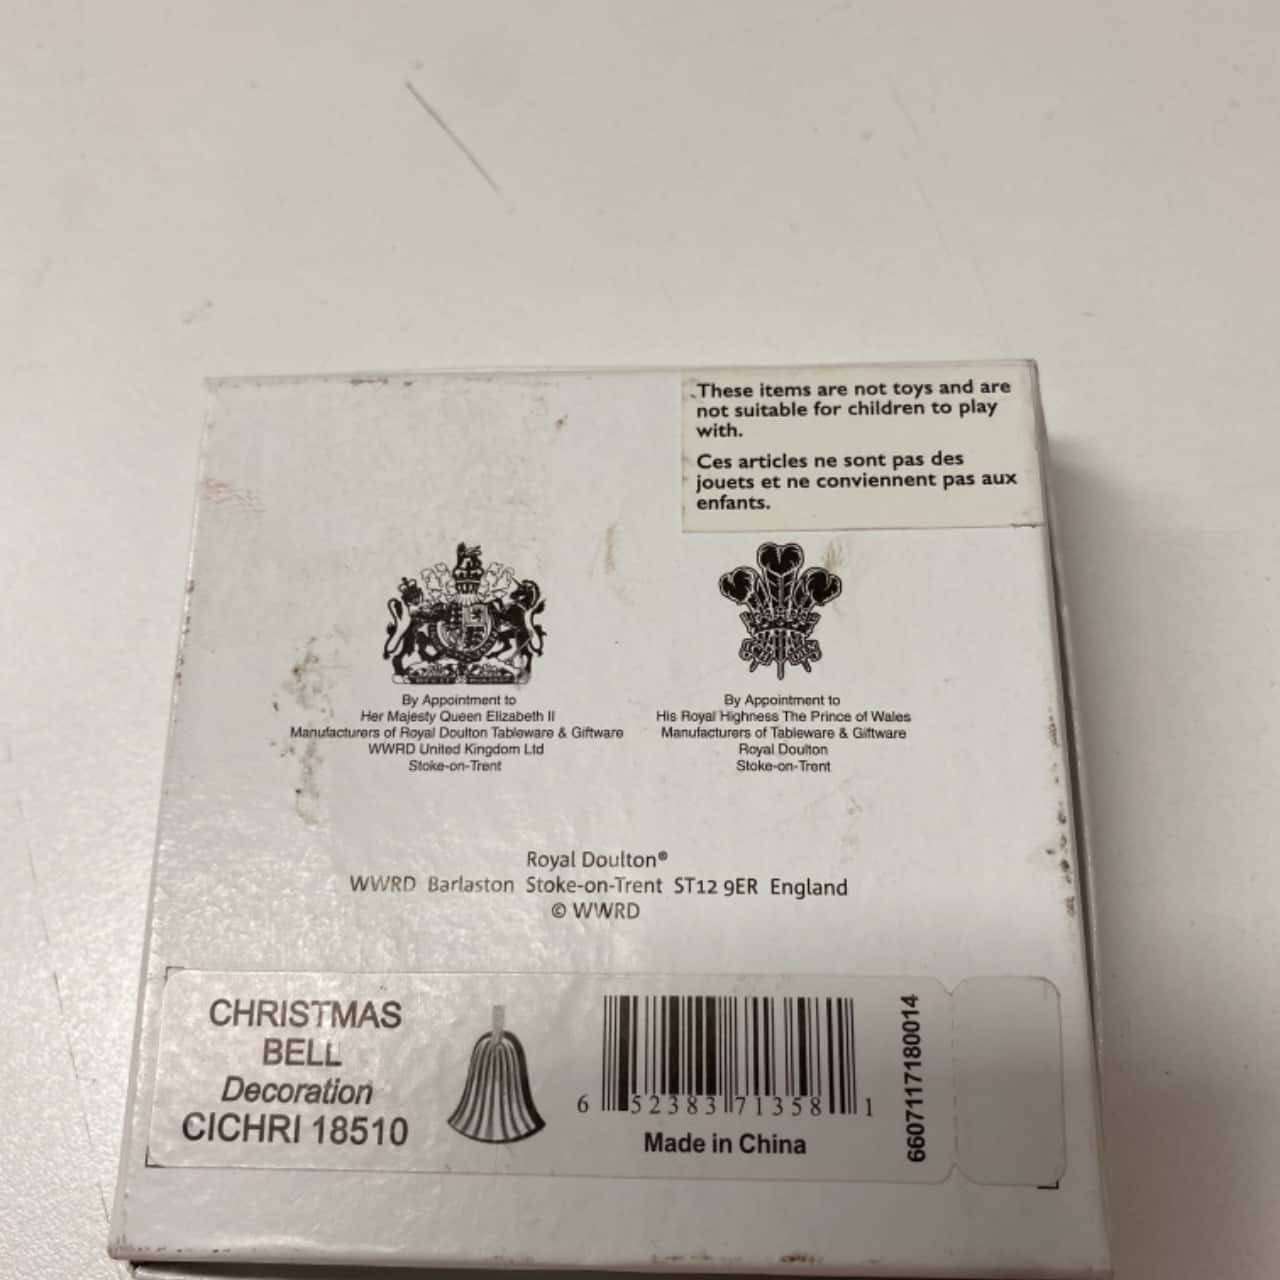 These items are not toys and are
not suitable for children to play
with.
Ces articles ne sont pas des
jouets et ne conviennent pas aux
enfants.
By Appointment to
Her Majesty Queen Elizabeth II
Manufacturers of Royal Doulton Tableware & Giftware
WWRD United Kingdom Ltd
Stoke-on-Trent
By Appointment to
His Royal Highness The Prince of Wales
Manufacturers of Tableware & Giftware
Royal Doulton
Stoke-on-Trent
Royal Doulton®
WWRD Barlaston Stoke-on-Trent ST12 9ER England
© WWRD
CHRISTMAS
BELL
Decoration
CICHRI 18510
6 52383 71358 1
Made in China
6607117180014